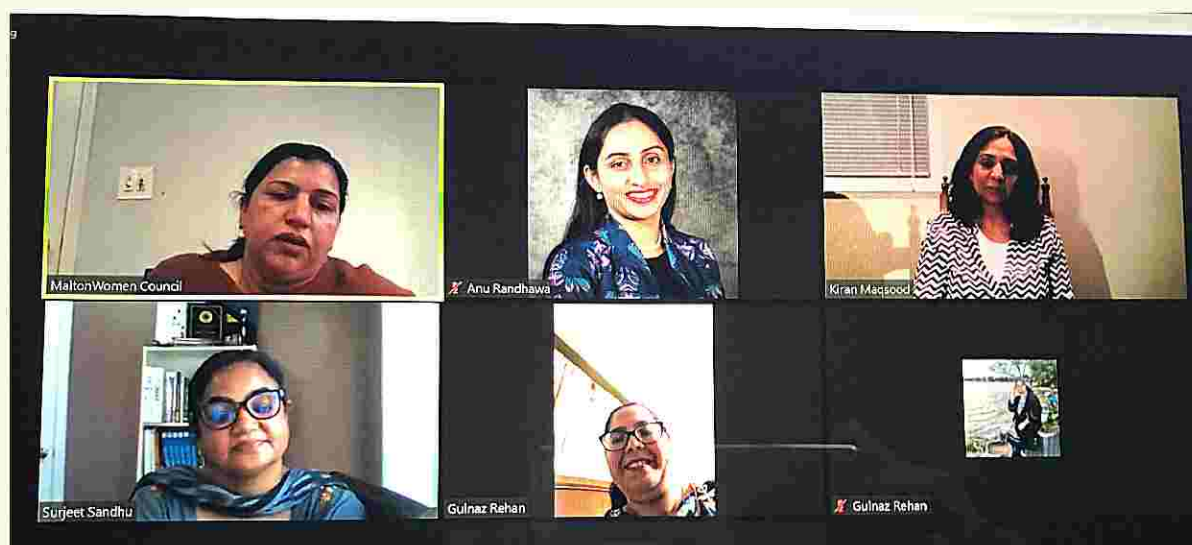 MaltonWomen Council
Anu Randhawa
Kiran Maqsood
Surjeet Sandhu
Gulnaz Rehan
Gulnaz Rehan